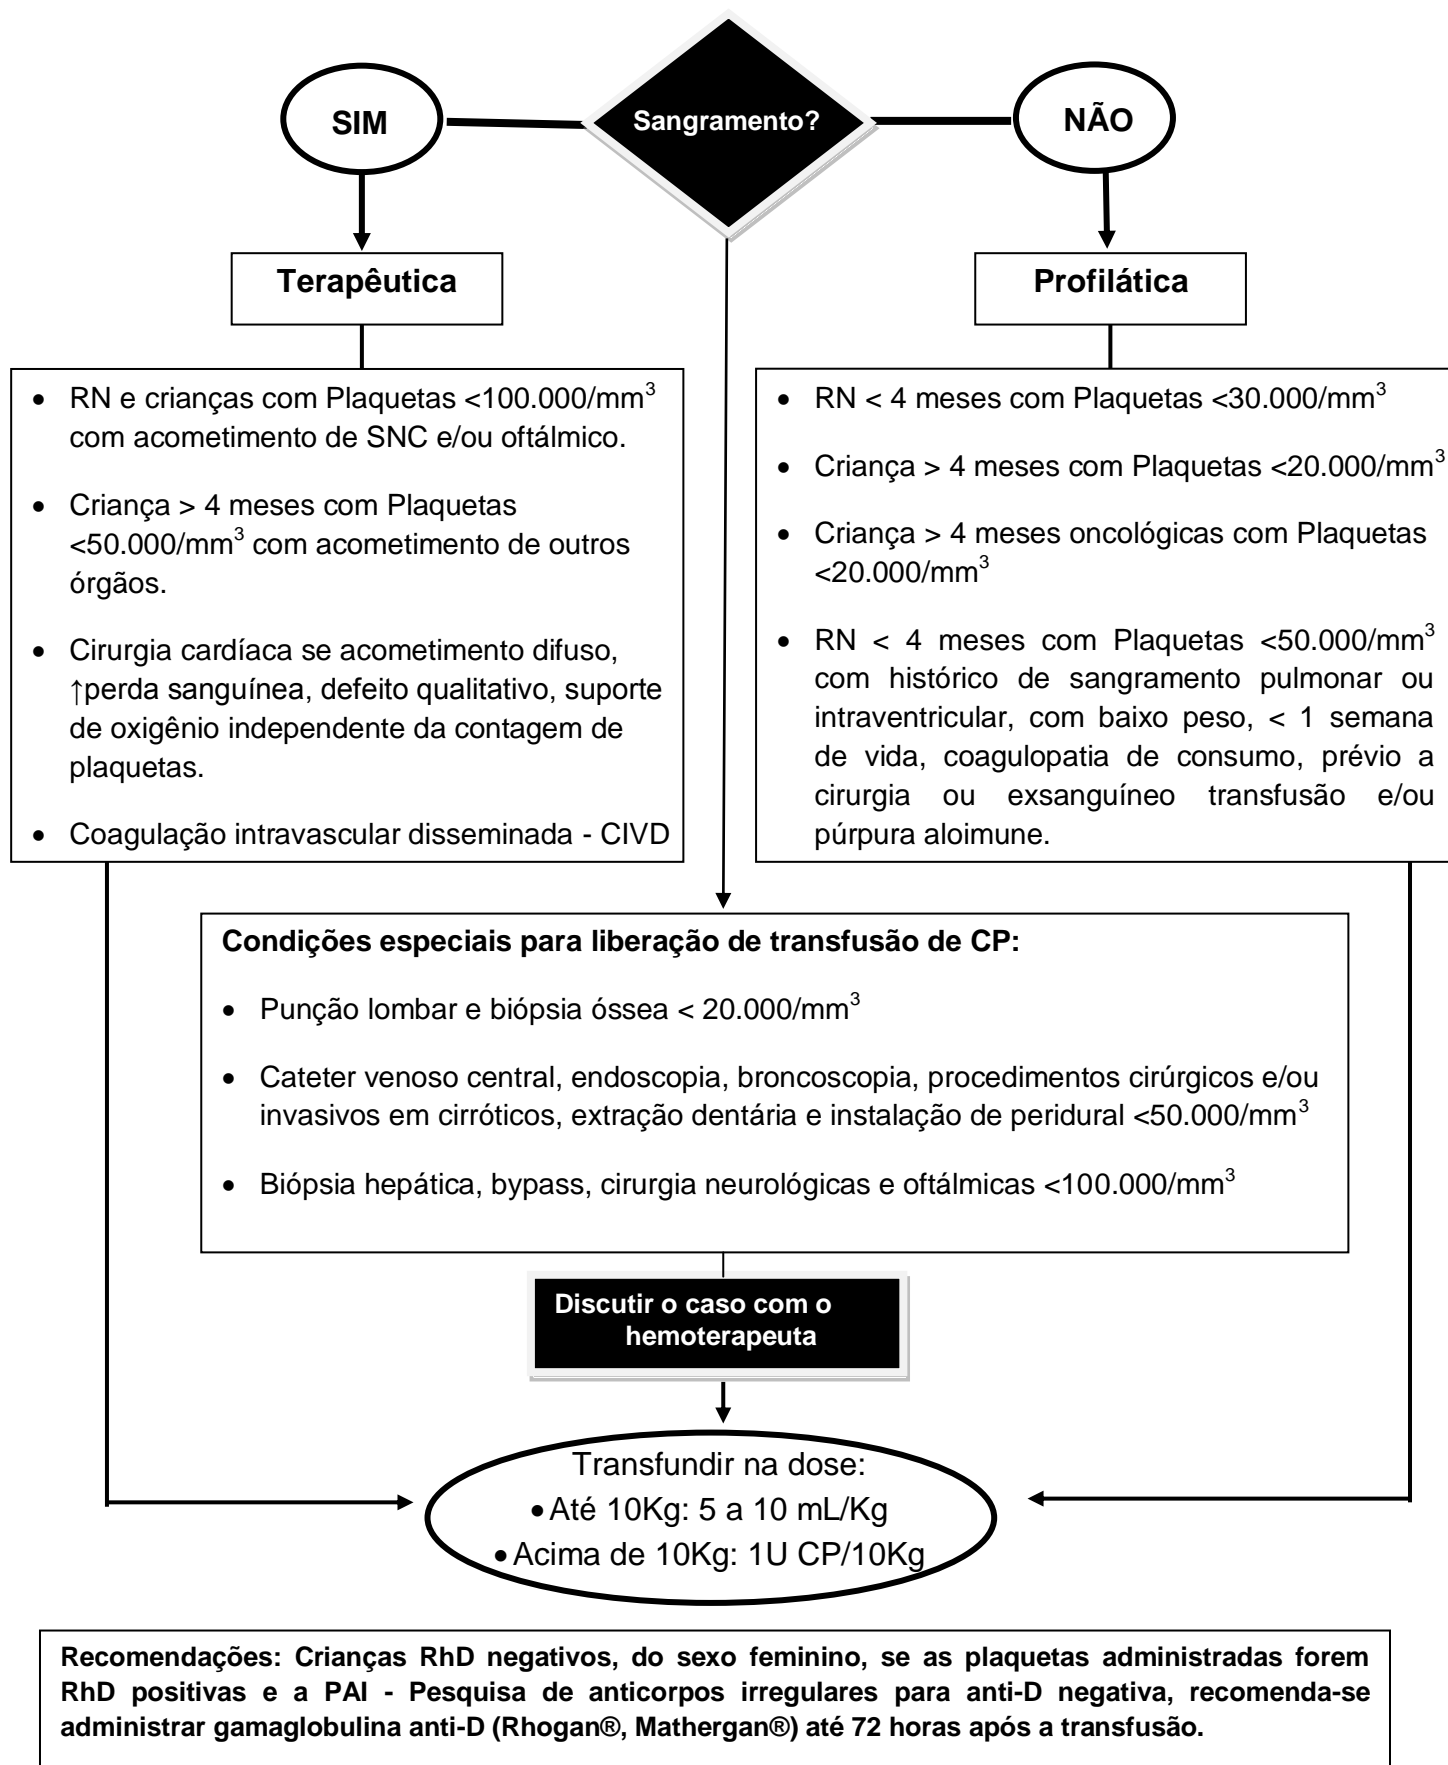 Sangramento?
SIM
NÃO
Terapêutica
Profilática
• RN e crianças com Plaquetas <100.000/mm³
com acometimento de SNC e/ou oftálmico.
• Criança > 4 meses com Plaquetas
<50.000/mm³ com acometimento de outros
órgãos.
• Cirurgia cardíaca se acometimento difuso,
↑perda sanguínea, defeito qualitativo, suporte
de oxigênio independente da contagem de
plaquetas.
• Coagulação intravascular disseminada - CIVD
• RN < 4 meses com Plaquetas <30.000/mm³
• Criança > 4 meses com Plaquetas <20.000/mm³
• Criança > 4 meses oncológicas com Plaquetas
<20.000/mm³
• RN < 4 meses com Plaquetas <50.000/mm³
com histórico de sangramento pulmonar ou
intraventricular, com baixo peso, < 1 semana
de vida, coagulopatia de consumo, prévio a
cirurgia ou exsanguíneo transfusão e/ou
púrpura aloimune.
Condições especiais para liberação de transfusão de CP:
• Punção lombar e biópsia óssea < 20.000/mm³
• Cateter venoso central, endoscopia, broncoscopia, procedimentos cirúrgicos e/ou
invasivos em cirróticos, extração dentária e instalação de peridural <50.000/mm³
• Biópsia hepática, bypass, cirurgia neurológicas e oftálmicas <100.000/mm³
Discutir o caso com o
hemoterapeuta
Transfundir na dose:
• Até 10Kg: 5 a 10 mL/Kg
• Acima de 10Kg: 1U CP/10Kg
Recomendações: Crianças RhD negativos, do sexo feminino, se as plaquetas administradas forem
RhD positivas e a PAI - Pesquisa de anticorpos irregulares para anti-D negativa, recomenda-se
administrar gamaglobulina anti-D (Rhogan®, Mathergan®) até 72 horas após a transfusão.